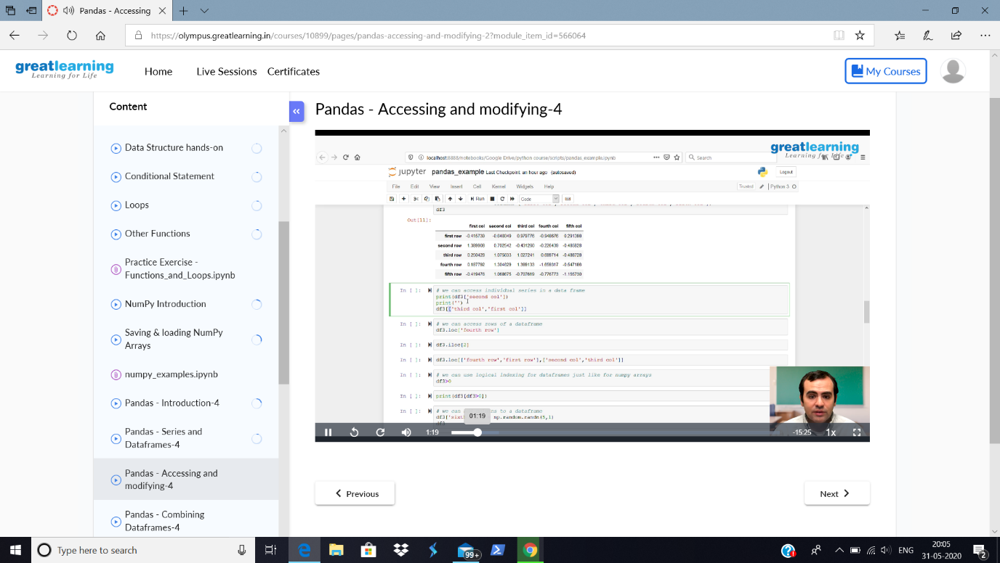 Pandas - Accessing
https://olympus.greatlearning.in/courses/10899/pages/pandas-accessing-and-modifying-2?module_item_id=566064
greatlearning
Learning for Life
Home
Live Sessions
Certificates
My Courses
Content
Data Structure hands-on
Conditional Statement
Loops
Other Functions
Practice Exercise -
Functions_and_Loops.ipynb
NumPy Introduction
Saving & loading NumPy
Arrays
numpy_examples.ipynb
Pandas - Introduction-4
Pandas - Series and
Dataframes-4
Pandas - Accessing and
modifying-4
Pandas - Combining
Dataframes-4
Pandas - Accessing and modifying-4
greatlearning
Learning for Life
localhost:8888/notebooks/Google Drive/python course/scripts/pandas_example.ipynb
Search
jupyter pandas_example Last Checkpoint: an hour ago (autosaved)
Logout
File Edit View Insert Cell Kernel Widgets Help
Trusted
Python 3
Run
Code
df3
Out[11]:
first col second col third col fourth col fifth col
first row -0.415730 -0.640349 0.979776 -0.948676 0.291398
second row 1.389908 0.702542 -0.431260 -0.226439 -0.485828
third row 0.250429 1.075633 1.027241 0.689714 -0.488728
fourth row 0.187792 1.304629 1.389133 -1.659317 -0.547189
fifth row -0.419476 1.068675 -0.707619 -0.776773 -1.155730
In [ ]: # we can access individual series in a data frame
print(df3['second col'])
print('')
df3[['third col','first col']]
In [ ]: # we can access rows of a dataframe
df3.loc['fourth row']
In [ ]: df3.iloc[2]
In [ ]: df3.loc[['fourth row','first row'],['second col','third col']]
In [ ]: # we can use logical indexing for dataframes just like for numpy arrays
df3>0
In [ ]: print(df3[df3>0])
In [ ]: # we can
ns to a dataframe
df3['sixt
np.random.randn(5,1)
df3
01:19
1:19
-15:25
1x
Previous
Next
Type here to search
99+
ENG
20:05
31-05-2020
2